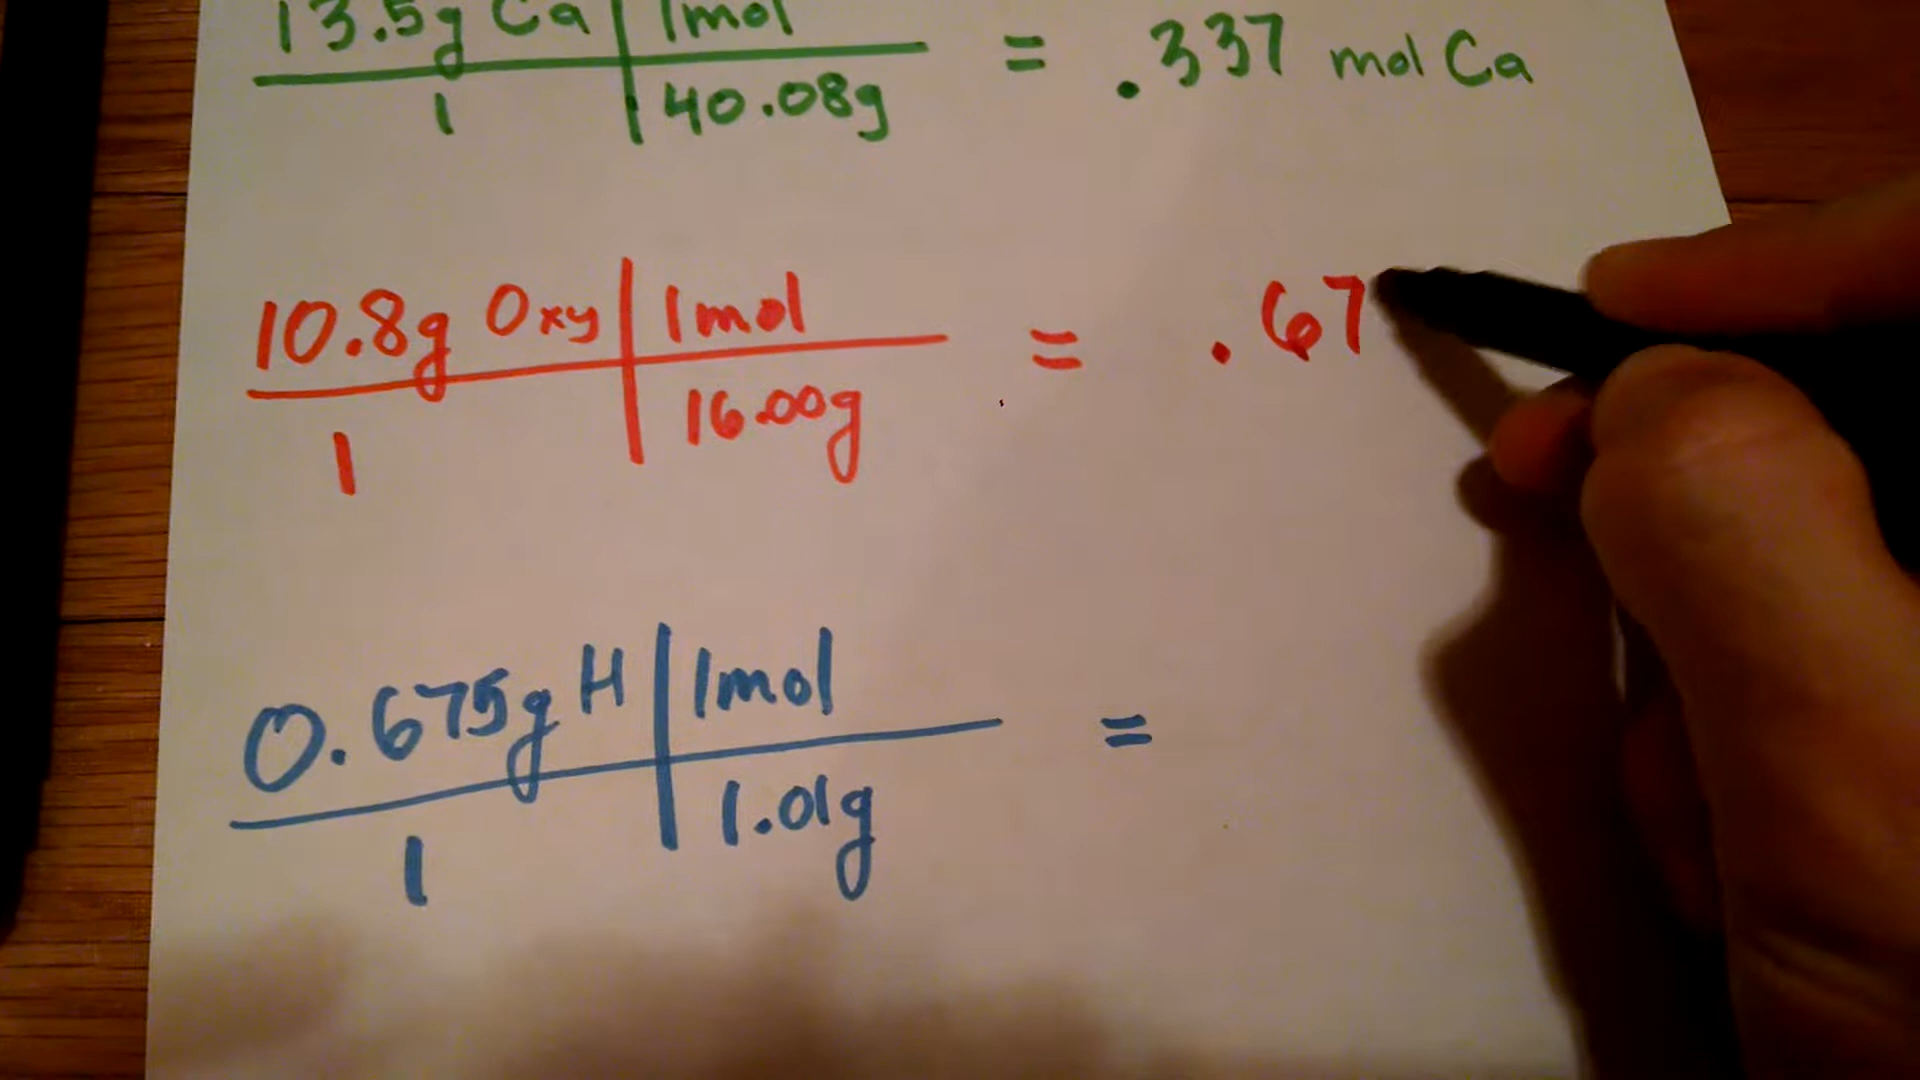 13.5g Ca 1mol = .337 mol Ca
1 40.08g
10.8g Oxy 1mol = .67
1 16.00g
0.675g H 1mol =
1 1.01g